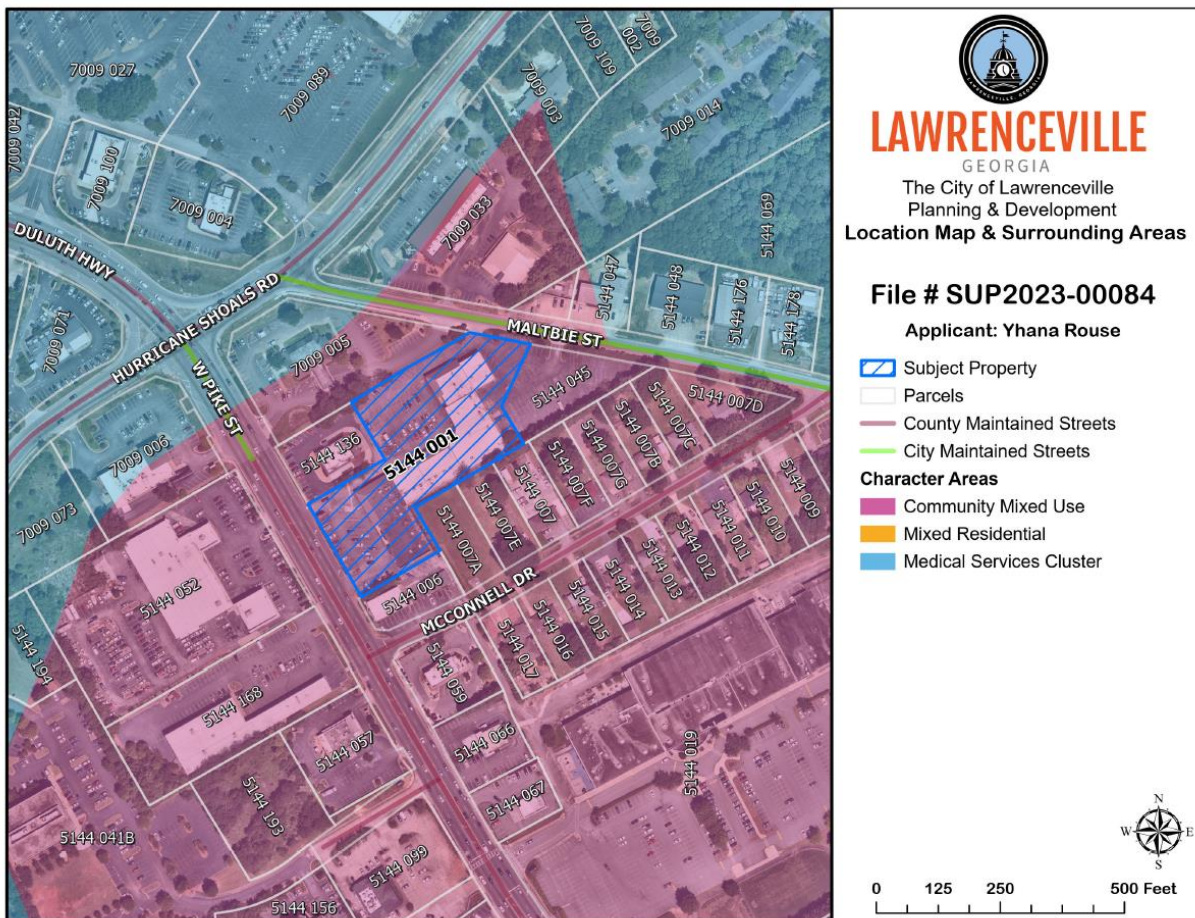 7009 027
7009 089
7009 109
7009 002
7009 003
7009 014
7009 042
7009 100
7009 004
7009 033
5144 069
DULUTH HWY
HURRICANE SHOALS RD
5144 047
5144 048
5144 176
5144 178
7009 071
7009 005
MALTBIE ST
W PIKE ST
5144 045
5144 007D
5144 136
5144 001
5144 007C
5144 007B
5144 007G
5144 007F
5144 007
5144 007E
5144 007A
7009 006
7009 073
5144 009
5144 010
5144 011
5144 012
5144 013
5144 014
5144 015
5144 016
5144 017
5144 052
5144 006
MCCONNELL DR
5144 194
5144 168
5144 059
5144 057
5144 066
5144 067
5144 019
5144 193
5144 041B
5144 099
5144 156
LAWRENCEVILLE, GEORGIA
LAWRENCEVILLE
GEORGIA
The City of Lawrenceville
Planning & Development
Location Map & Surrounding Areas
File # SUP2023-00084
Applicant: Yhana Rouse
Subject Property
Parcels
County Maintained Streets
City Maintained Streets
Character Areas
Community Mixed Use
Mixed Residential
Medical Services Cluster
N
W E
S
0 125 250 500 Feet